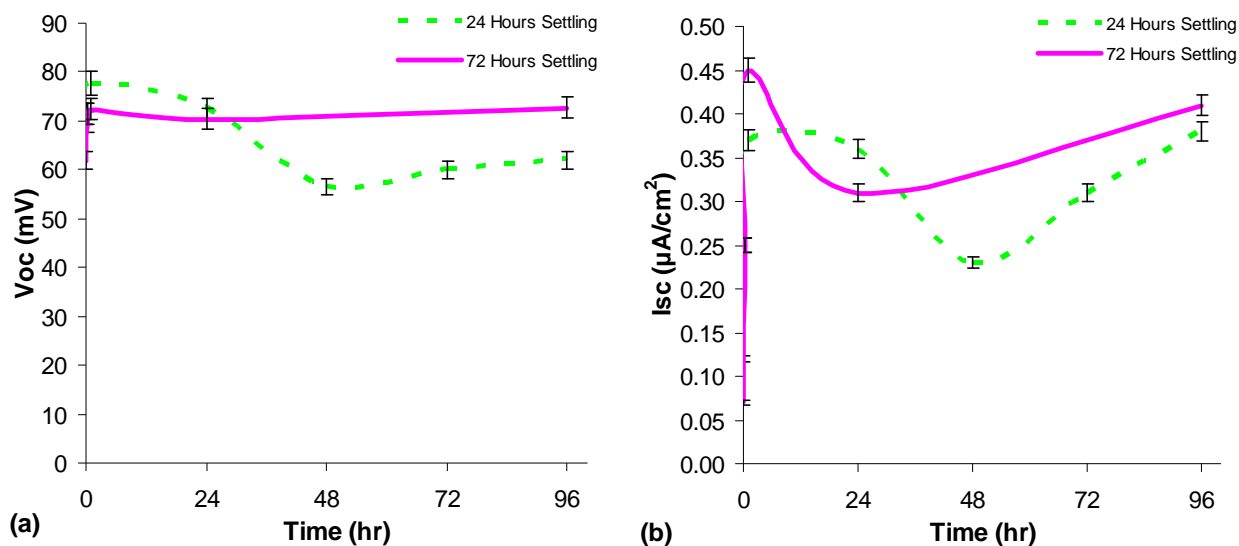 24 Hours Settling
72 Hours Settling
90
80
70
60
50
40
30
20
10
0
Voc (mV)
0 24 48 72 96
Time (hr)
(a)
24 Hours Settling
72 Hours Settling
0.50
0.45
0.40
0.35
0.30
0.25
0.20
0.15
0.10
0.05
0.00
Isc (µA/cm²)
0 24 48 72 96
Time (hr)
(b)